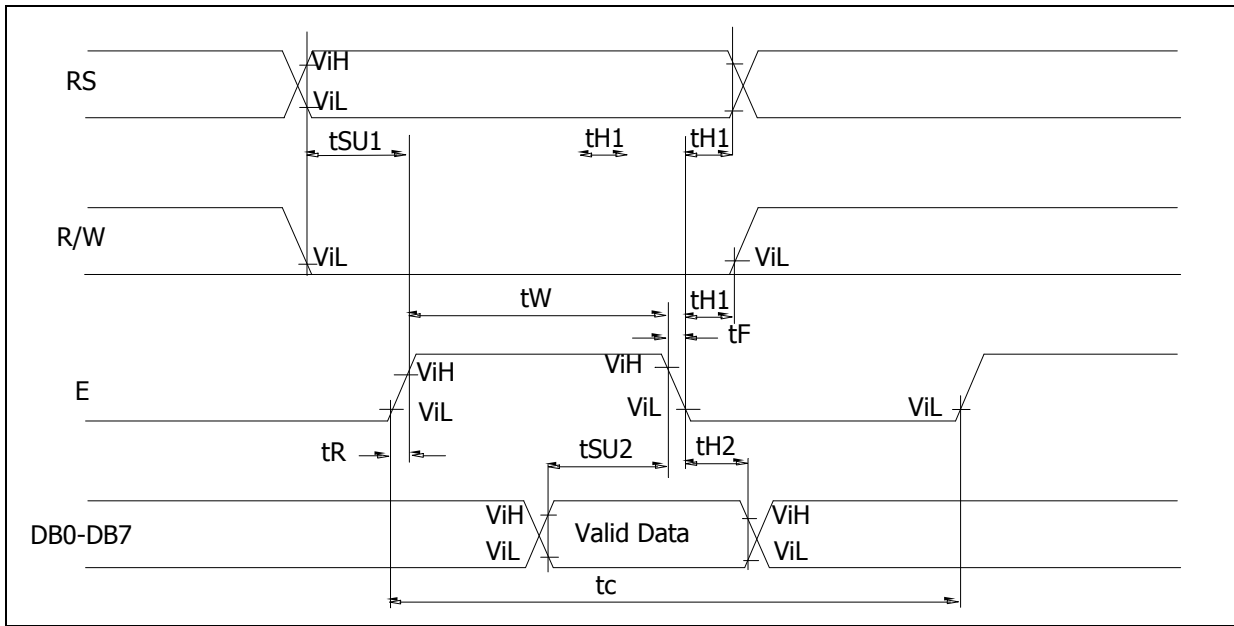 RS
ViH
ViL
tSU1
tH1
tH1
R/W
ViL
ViL
tW
tH1
tF
E
ViH
ViL
ViH
ViL
ViL
tR
tSU2
tH2
DB0-DB7
ViH
ViL
Valid Data
ViH
ViL
tc